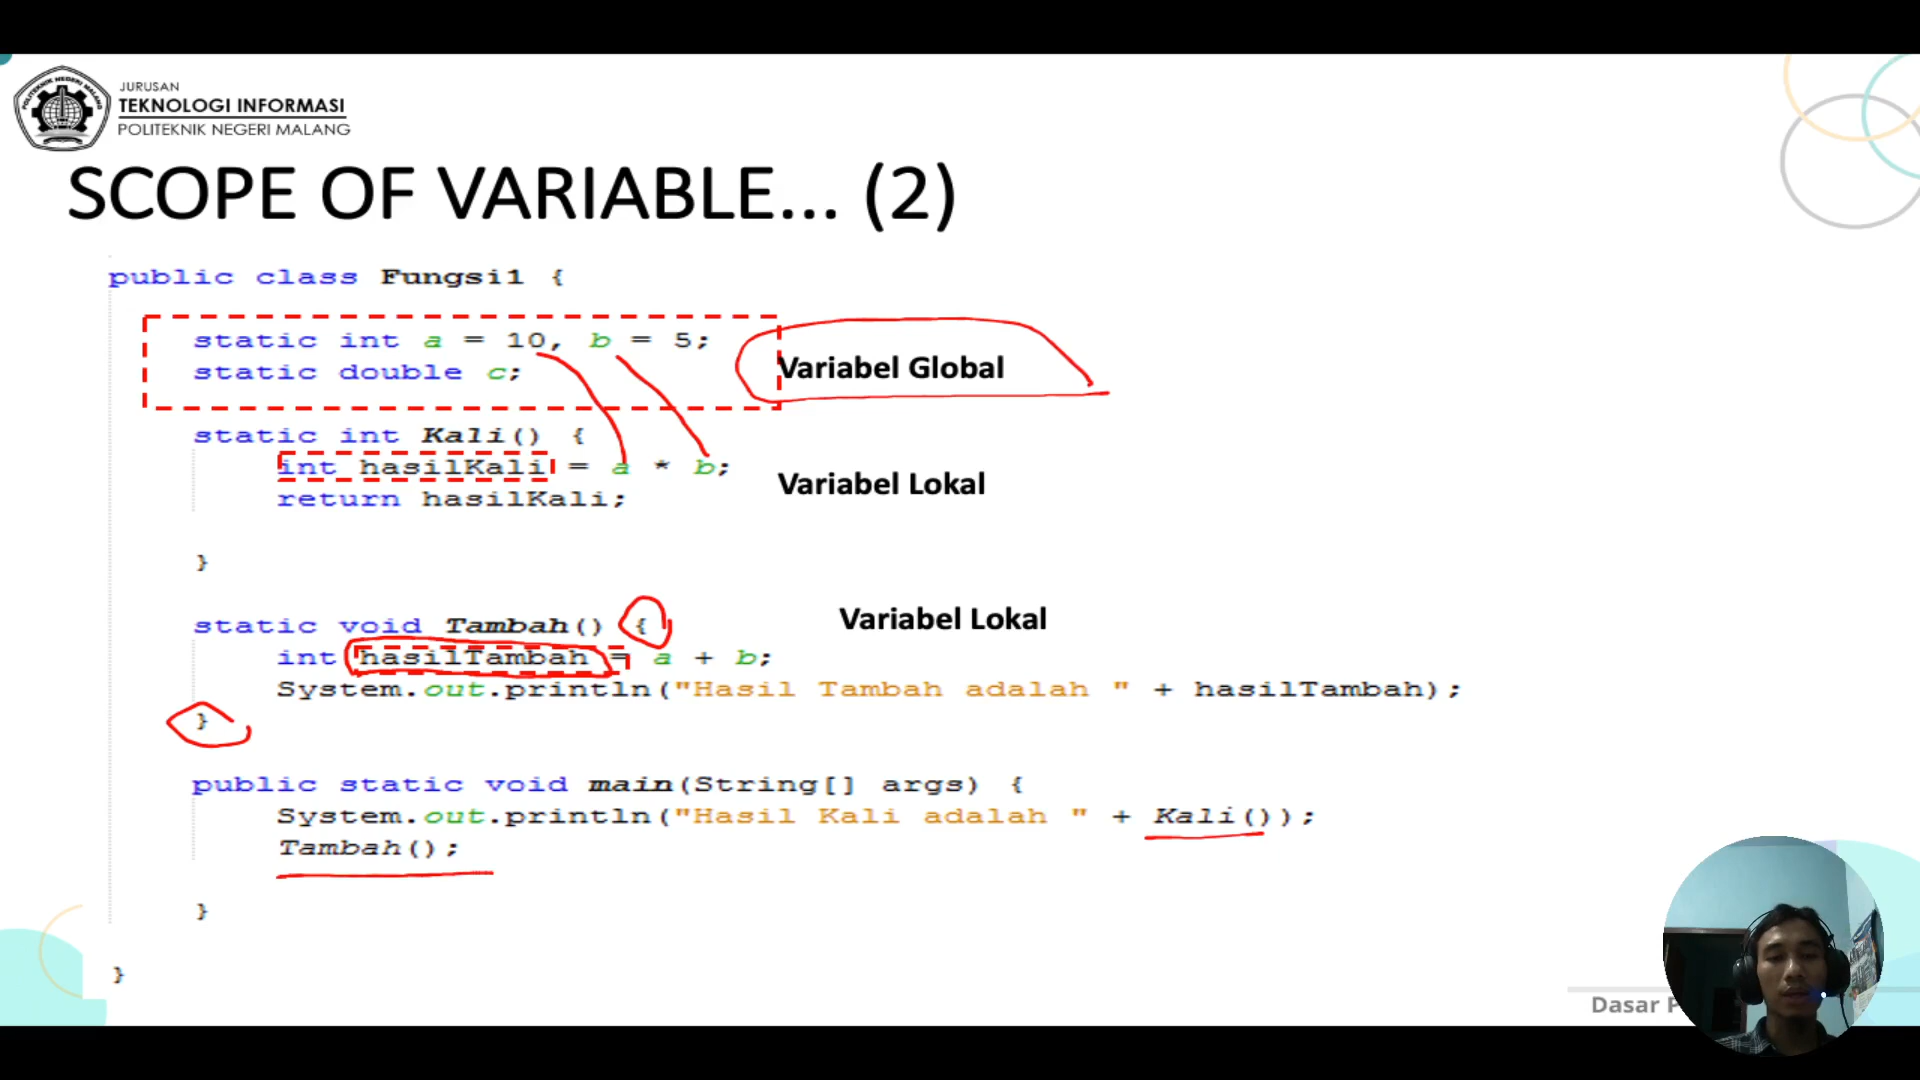 JURUSAN
TEKNOLOGI INFORMASI
POLITEKNIK NEGERI MALANG
SCOPE OF VARIABLE... (2)
public class Fungsi1 {
static int a = 10, b = 5;
static double c;
Variabel Global
static int Kali() {
int hasilKali = a * b;
return hasilKali;
Variabel Lokal
}
static void Tambah() {
Variabel Lokal
int hasilTambah = a + b;
System.out.println("Hasil Tambah adalah " + hasilTambah);
}
public static void main(String[] args) {
System.out.println("Hasil Kali adalah " + Kali());
Tambah();
}
}
Dasar